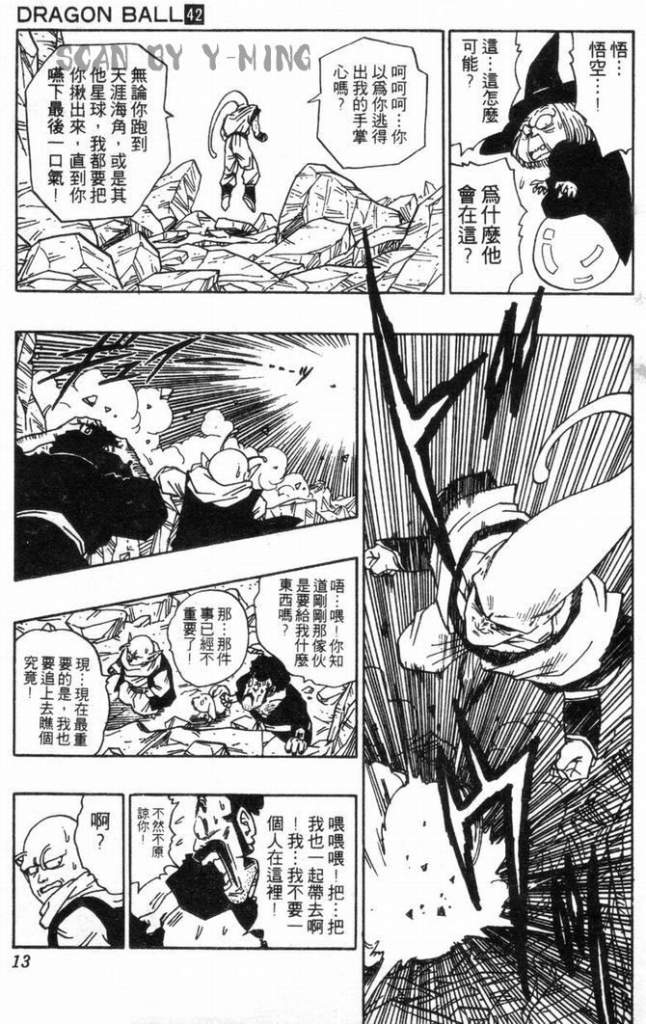 DRAGON BALL 42
SCAN BY Y-MING
悟…
悟空…！
這…這怎麼
可能？
爲什麼他
會在這？
呵呵呵…你
以為你逃得
出我的手掌
心嗎？
無論你跑到
天涯海角，或是其
他星球，我都要把
你揪出來，直到你
嚥下最後一口氣！
唔…喂！你知
道剛剛那傢伙
是要給我什麼
東西嗎？
那…那件
事已經不
重要了！
現…現在最重
要的是，我也
要追上去瞧個
究竟！
喂喂喂！把…把
我也一起帶去啊
！我…我不要一
個人在這裡！
不然不原
諒你！
啊？
13